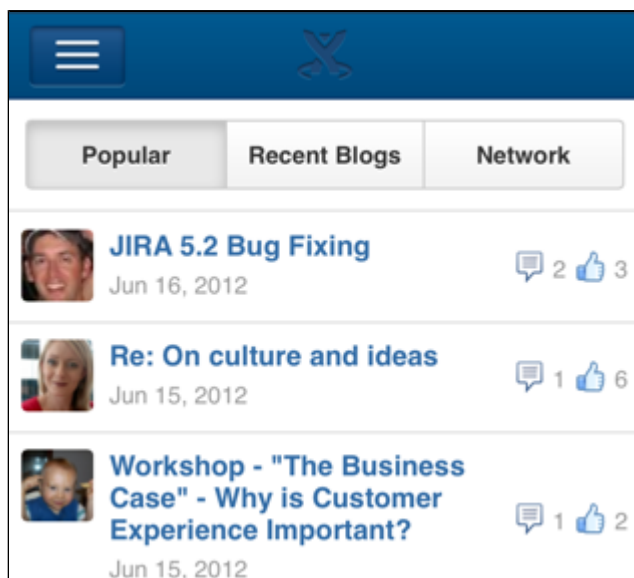 Popular Recent Blogs Network
JIRA 5.2 Bug Fixing
Jun 16, 2012
2 3
Re: On culture and ideas
Jun 15, 2012
1 6
Workshop - "The Business
Case" - Why is Customer
Experience Important?
1 2
Jun 15, 2012